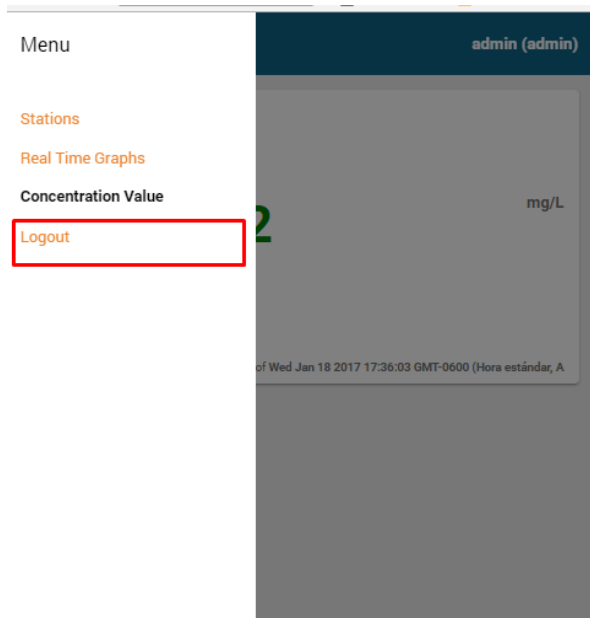 Menu
admin (admin)
Stations
Real Time Graphs
Concentration Value
mg/L
2
Logout
of Wed Jan 18 2017 17:36:03 GMT-0600 (Hora estándar, A